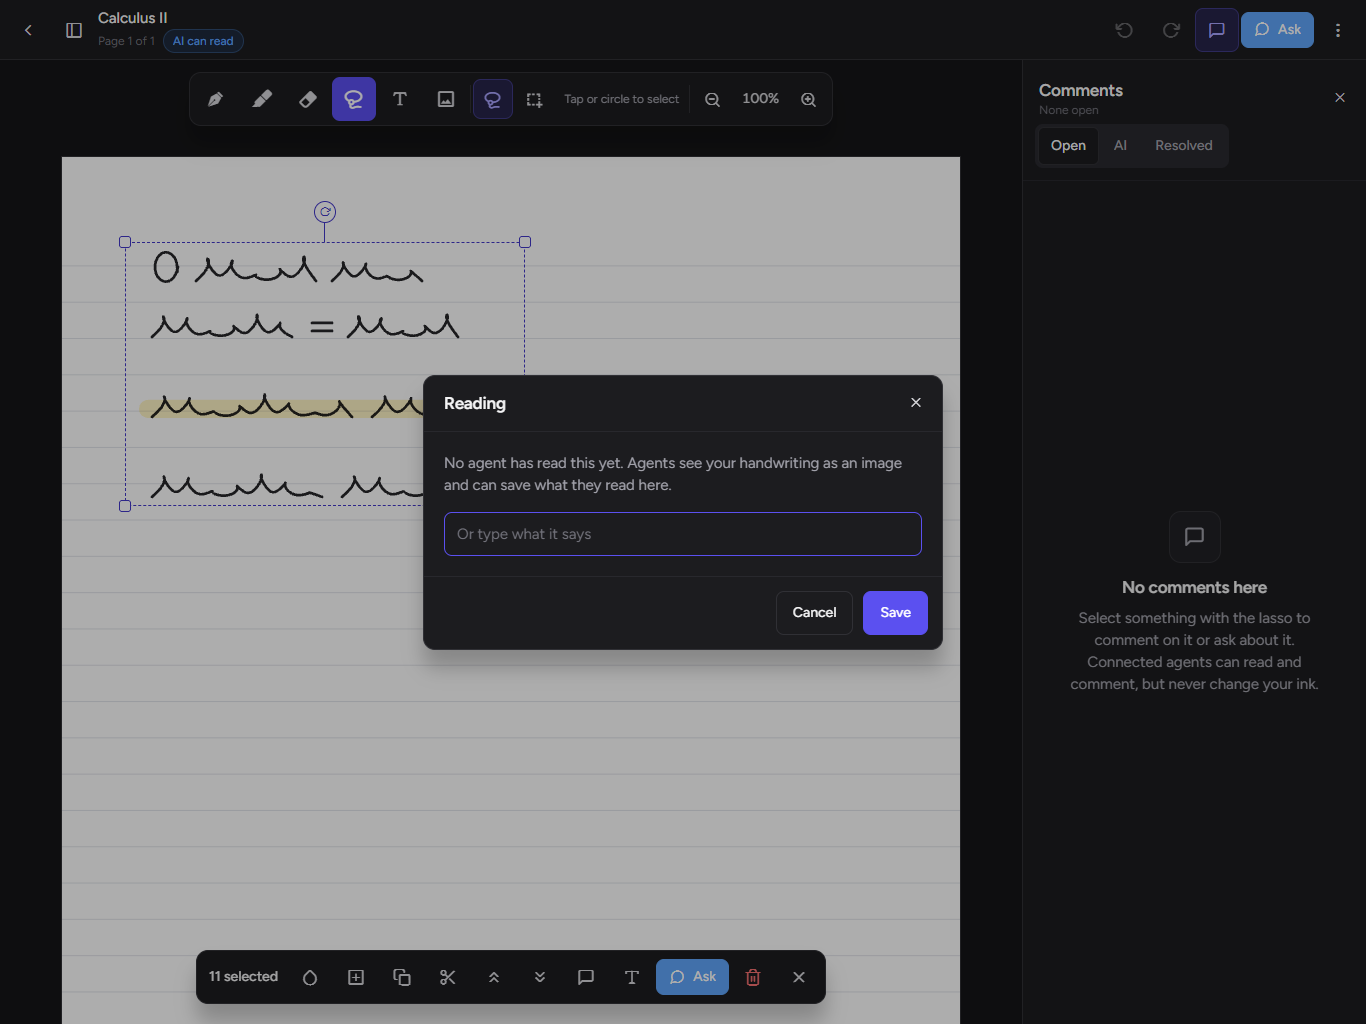 Calculus II
Page 1 of 1
AI can read
Ask
Tap or circle to select
100%
Comments
None open
Open
AI
Resolved
0
=
Reading
No agent has read this yet. Agents see your handwriting as an image
and can save what they read here.
Or type what it says
Cancel
Save
No comments here
Select something with the lasso to
comment on it or ask about it.
Connected agents can read and
comment, but never change your ink.
11 selected
Ask